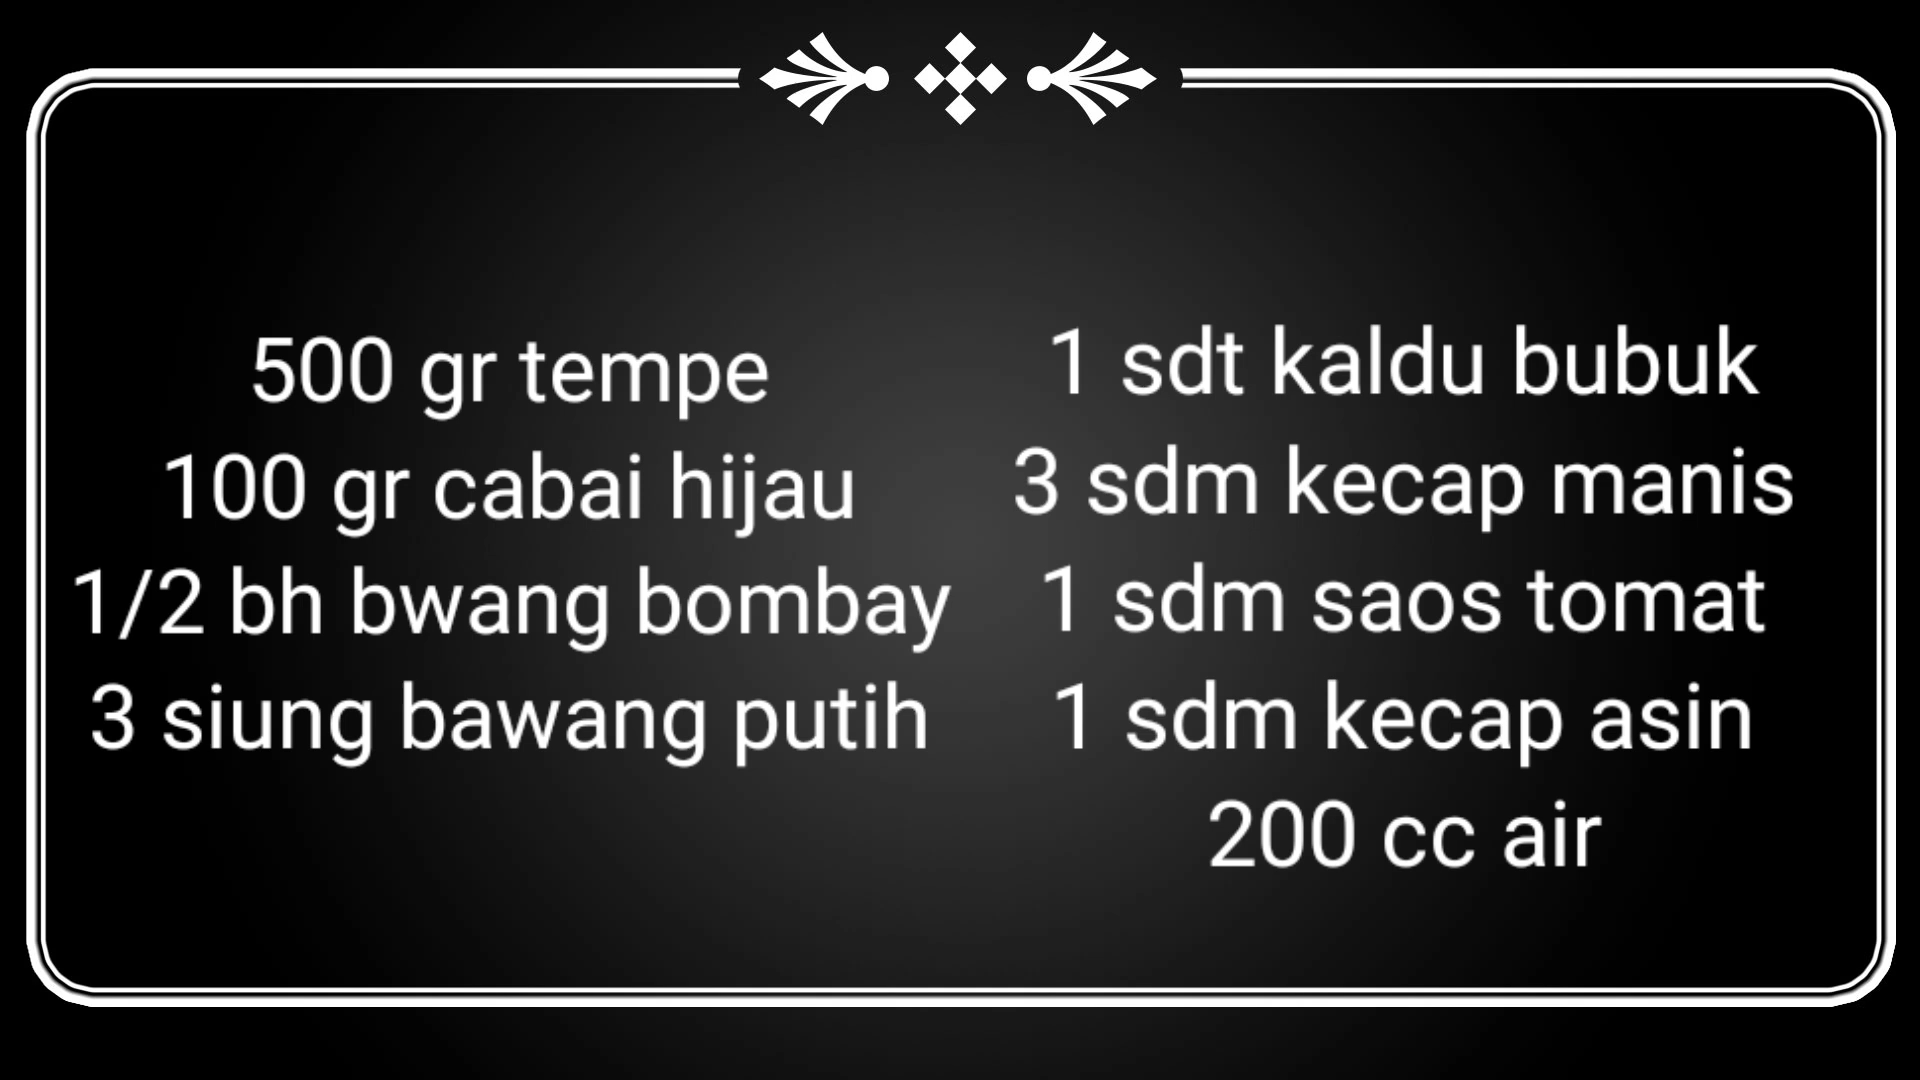 500 gr tempe
100 gr cabai hijau
1/2 bh bwang bombay
3 siung bawang putih
1 sdt kaldu bubuk
3 sdm kecap manis
1 sdm saos tomat
1 sdm kecap asin
200 cc air